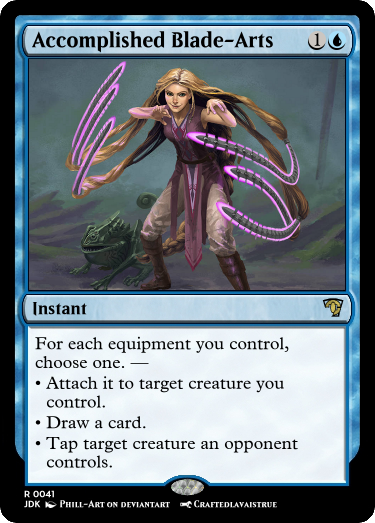 Accomplished Blade-Arts 1
Instant
For each equipment you control,
choose one. —
• Attach it to target creature you
control.
• Draw a card.
• Tap target creature an opponent
controls.
R 0041
JDK Phill-Art on deviantart Craftedlavaistrue